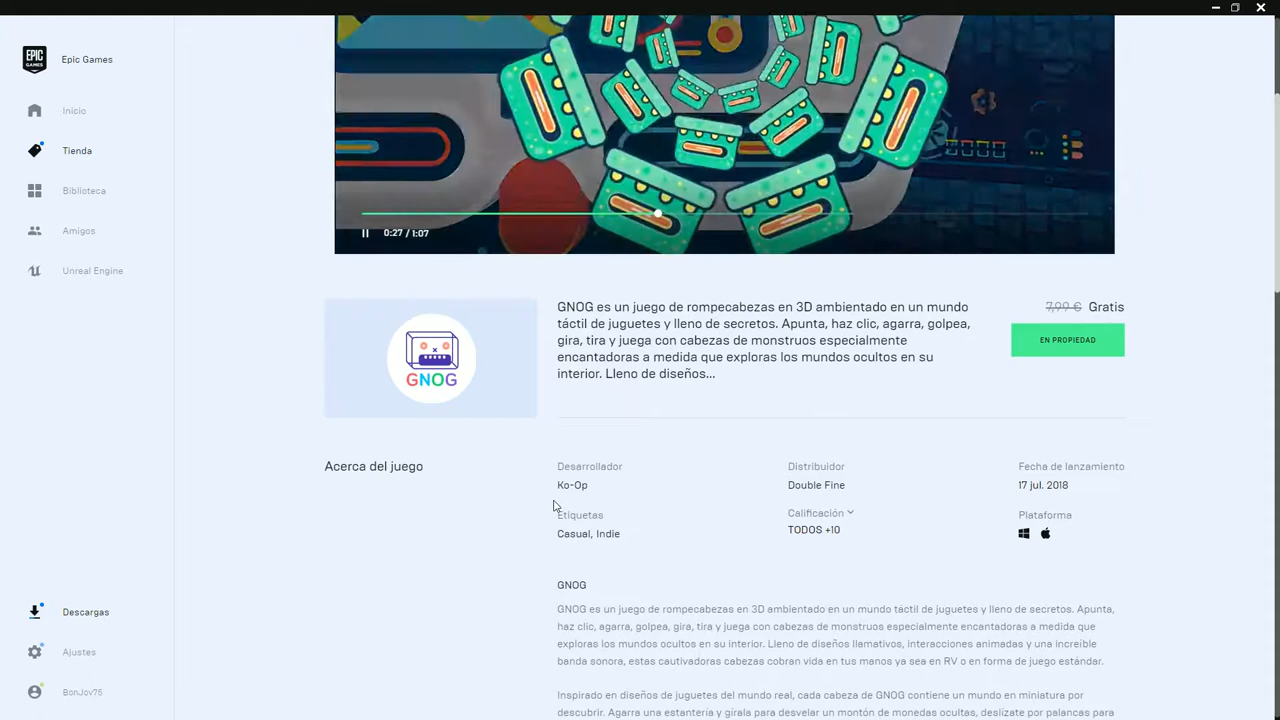 EPIC
GAMES
Epic Games
Inicio
Tienda
Biblioteca
Amigos
Unreal Engine
Descargas
Ajustes
BonJov75
0:27 / 1:07
GNOG
GNOG es un juego de rompecabezas en 3D ambientado en un mundo
táctil de juguetes y lleno de secretos. Apunta, haz clic, agarra, golpea,
gira, tira y juega con cabezas de monstruos especialmente
encantadoras a medida que exploras los mundos ocultos en su
interior. Lleno de diseños...
7,99 € Gratis
EN PROPIEDAD
Acerca del juego
Desarrollador
Ko-Op
Distribuidor
Double Fine
Fecha de lanzamiento
17 jul. 2018
Etiquetas
Casual, Indie
Calificación
TODOS +10
Plataforma
GNOG
GNOG es un juego de rompecabezas en 3D ambientado en un mundo táctil de juguetes y lleno de secretos. Apunta,
haz clic, agarra, golpea, gira, tira y juega con cabezas de monstruos especialmente encantadoras a medida que
exploras los mundos ocultos en su interior. Lleno de diseños llamativos, interacciones animadas y una increíble
banda sonora, estas cautivadoras cabezas cobran vida en tus manos ya sea en RV o en forma de juego estándar.
Inspirado en diseños de juguetes del mundo real, cada cabeza de GNOG contiene un mundo en miniatura por
descubrir. Agarra una estantería y gírala para desvelar un montón de monedas ocultas, deslízate por palancas para